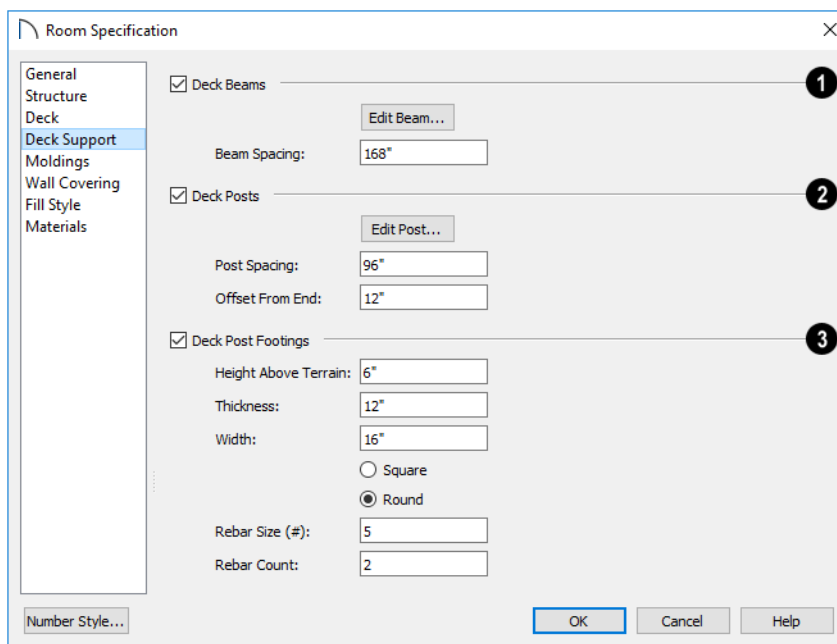 Room Specification
General
Structure
Deck
Deck Support
Moldings
Wall Covering
Fill Style
Materials
Deck Beams
1
Edit Beam...
Beam Spacing: 168"
Deck Posts
2
Edit Post...
Post Spacing: 96"
Offset From End: 12"
Deck Post Footings
3
Height Above Terrain: 6"
Thickness: 12"
Width: 16"
Square
Round
Rebar Size (#): 5
Rebar Count: 2
Number Style... OK Cancel Help